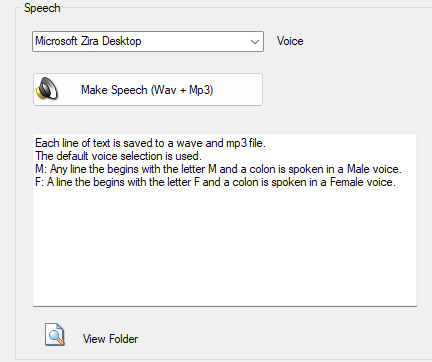 Speech
Microsoft Zira Desktop
Voice
Make Speech (Wav + Mp3)
Each line of text is saved to a wave and mp3 file.
The default voice selection is used.
M: Any line the begins with the letter M and a colon is spoken in a Male voice.
F: A line the begins with the letter F and a colon is spoken in a Female voice.
View Folder